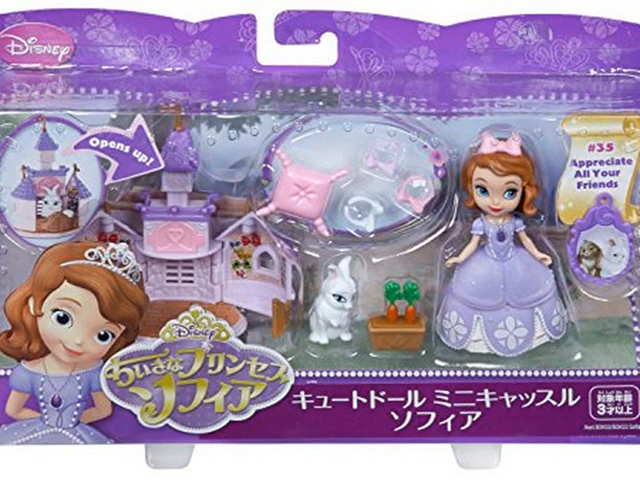 Disney
Opens up!
#35
Appreciate
All Your
Friends
Disney
ちいさなプリンセス
ソフィア
キュートドール ミニキャッスル
ソフィア
対象年齢
3才以上